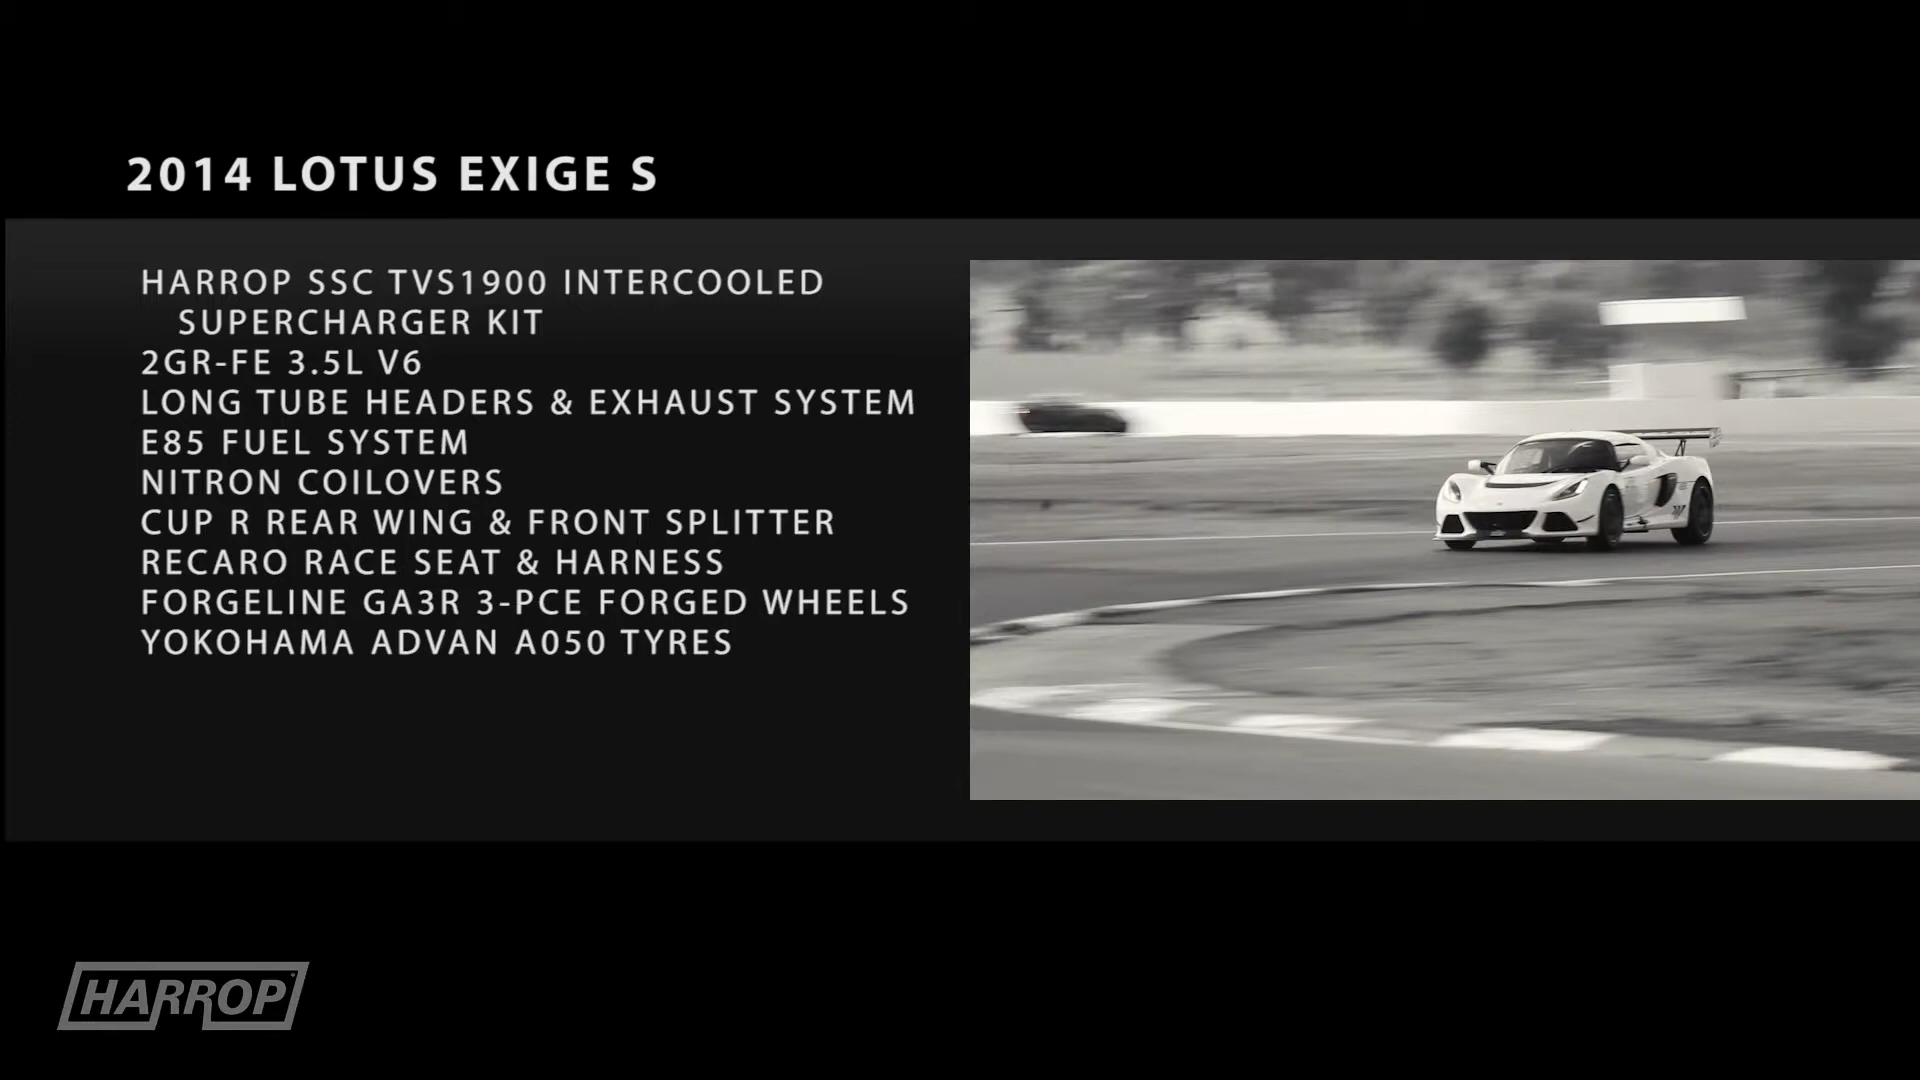 2014 LOTUS EXIGE S
HARROP SSC TVS1900 INTERCOOLED
SUPERCHARGER KIT
2GR-FE 3.5L V6
LONG TUBE HEADERS & EXHAUST SYSTEM
E85 FUEL SYSTEM
NITRON COILOVERS
CUP R REAR WING & FRONT SPLITTER
RECARO RACE SEAT & HARNESS
FORGELINE GA3R 3-PCE FORGED WHEELS
YOKOHAMA ADVAN A050 TYRES
HARROP